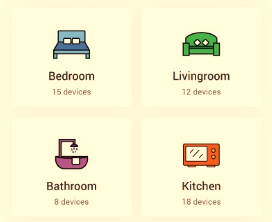 Bedroom
15 devices
Livingroom
12 devices
Bathroom
8 devices
Kitchen
18 devices